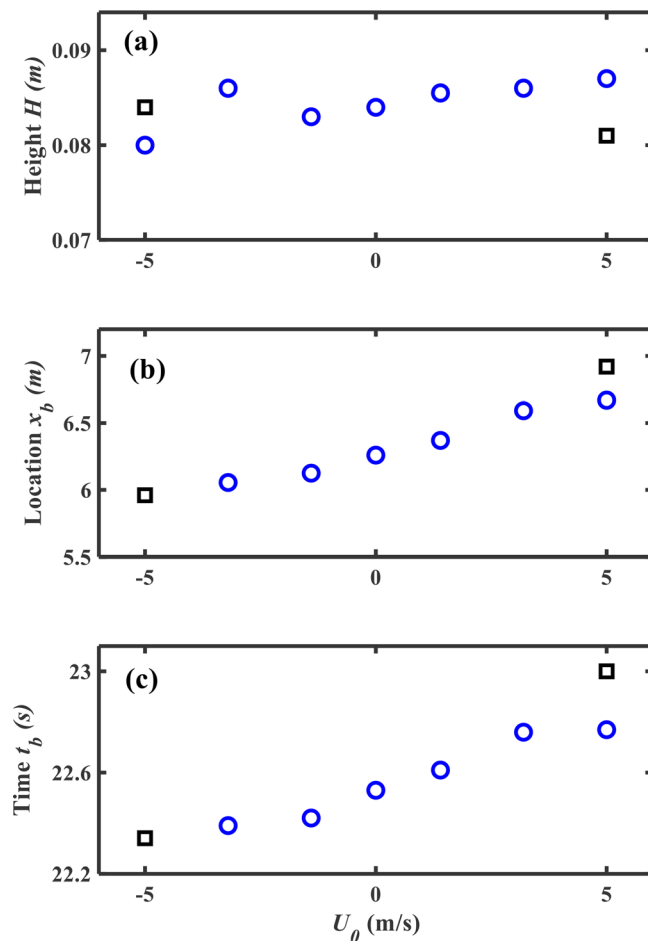 (a)
Height H (m)
0.09
0.08
0.07
-5 0 5
(b)
Location x_b (m)
7
6.5
6
5.5
-5 0 5
(c)
Time t_b (s)
23
22.6
22.2
-5 0 5
U_0 (m/s)